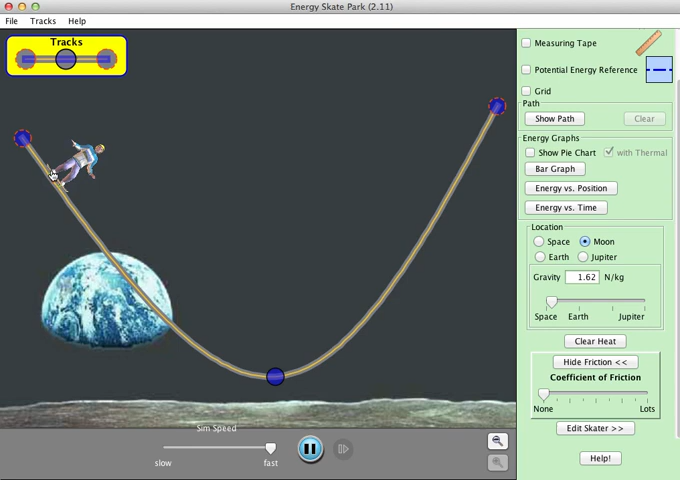 Energy Skate Park (2.11)
File Tracks Help
Tracks
Measuring Tape
Potential Energy Reference
Grid
Path
Show Path Clear
Energy Graphs
Show Pie Chart with Thermal
Bar Graph
Energy vs. Position
Energy vs. Time
Location
Space Moon
Earth Jupiter
Gravity 1.62 N/kg
Space Earth Jupiter
Clear Heat
Hide Friction <<
Coefficient of Friction
None Lots
Edit Skater >>
Help!
Sim Speed
slow fast